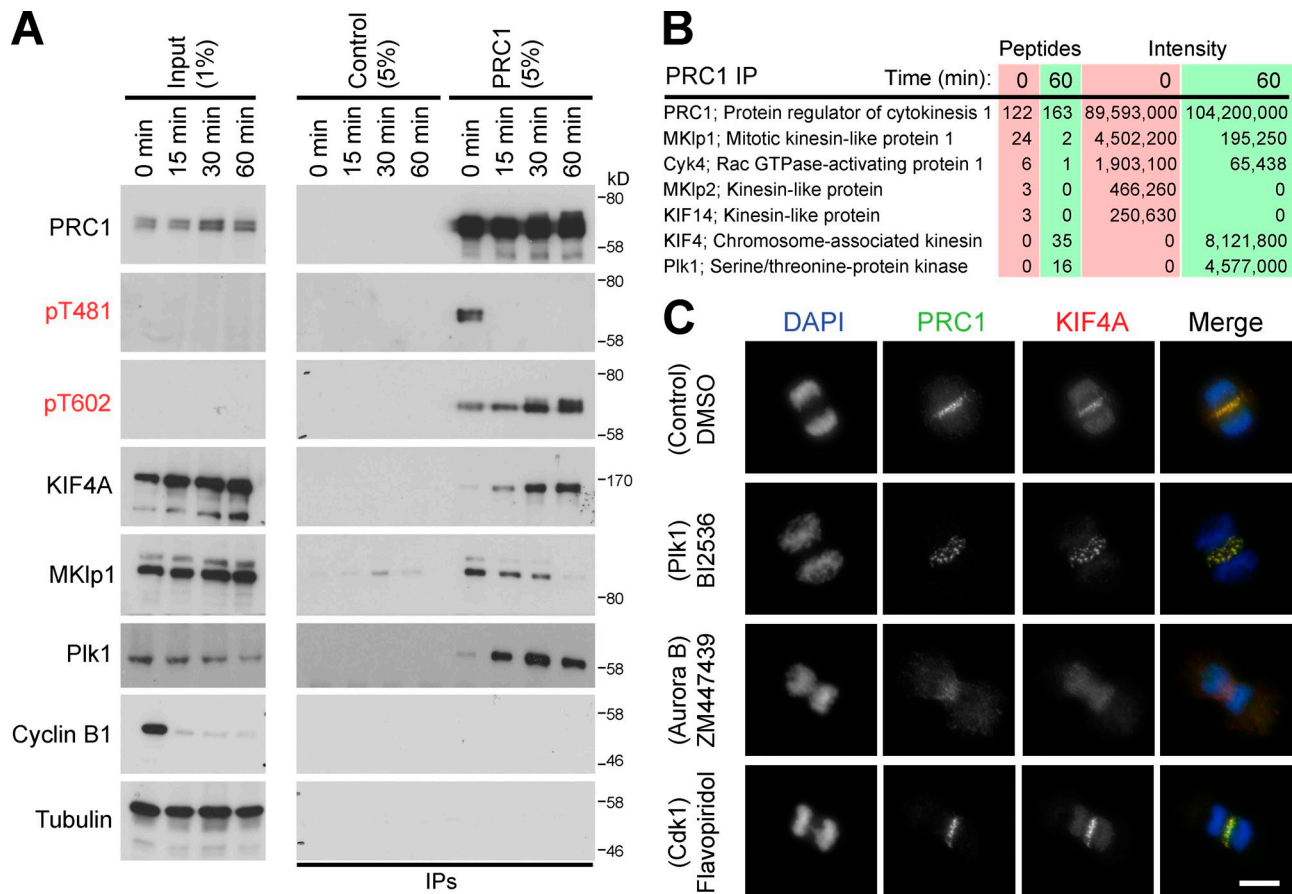 A
Input
(1%)
Control
(5%)
PRC1
(5%)
0 min
15 min
30 min
60 min
0 min
15 min
30 min
60 min
0 min
15 min
30 min
60 min
kD
PRC1
80
58
pT481
80
58
pT602
80
58
KIF4A
170
MKlp1
80
Plk1
58
Cyclin B1
58
46
Tubulin
58
46
IPs
B
Peptides Intensity
PRC1 IP Time (min): 0 60 0 60
PRC1; Protein regulator of cytokinesis 1 122 163 89,593,000 104,200,000
MKlp1; Mitotic kinesin-like protein 1 24 2 4,502,200 195,250
Cyk4; Rac GTPase-activating protein 1 6 1 1,903,100 65,438
MKlp2; Kinesin-like protein 3 0 466,260 0
KIF14; Kinesin-like protein 3 0 250,630 0
KIF4; Chromosome-associated kinesin 0 35 0 8,121,800
Plk1; Serine/threonine-protein kinase 0 16 0 4,577,000
C
DAPI PRC1 KIF4A Merge
(Control)
DMSO
(Plk1)
BI2536
(Aurora B)
ZM447439
(Cdk1)
Flavopiridol